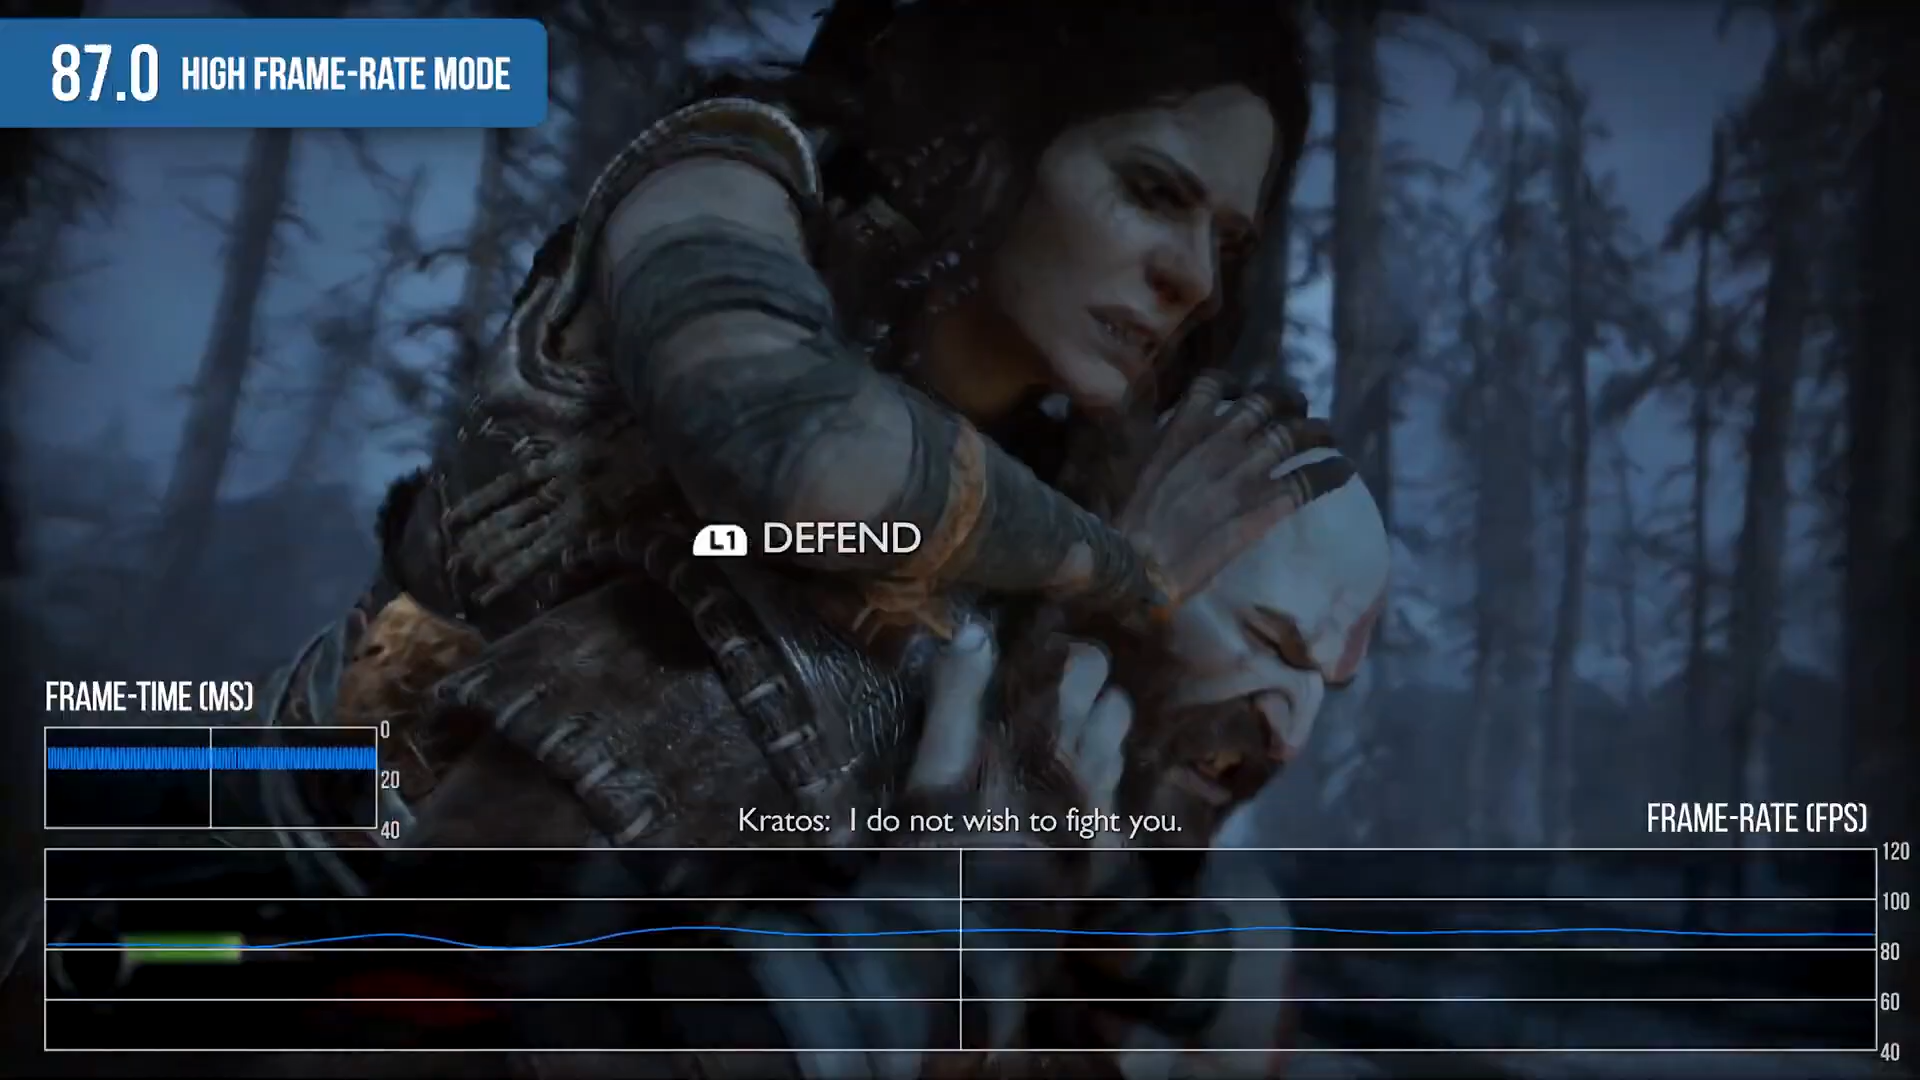 87.0 HIGH FRAME-RATE MODE
L1 DEFEND
FRAME-TIME (MS)
0
20
40
Kratos: I do not wish to fight you.
FRAME-RATE (FPS)
120
100
80
60
40